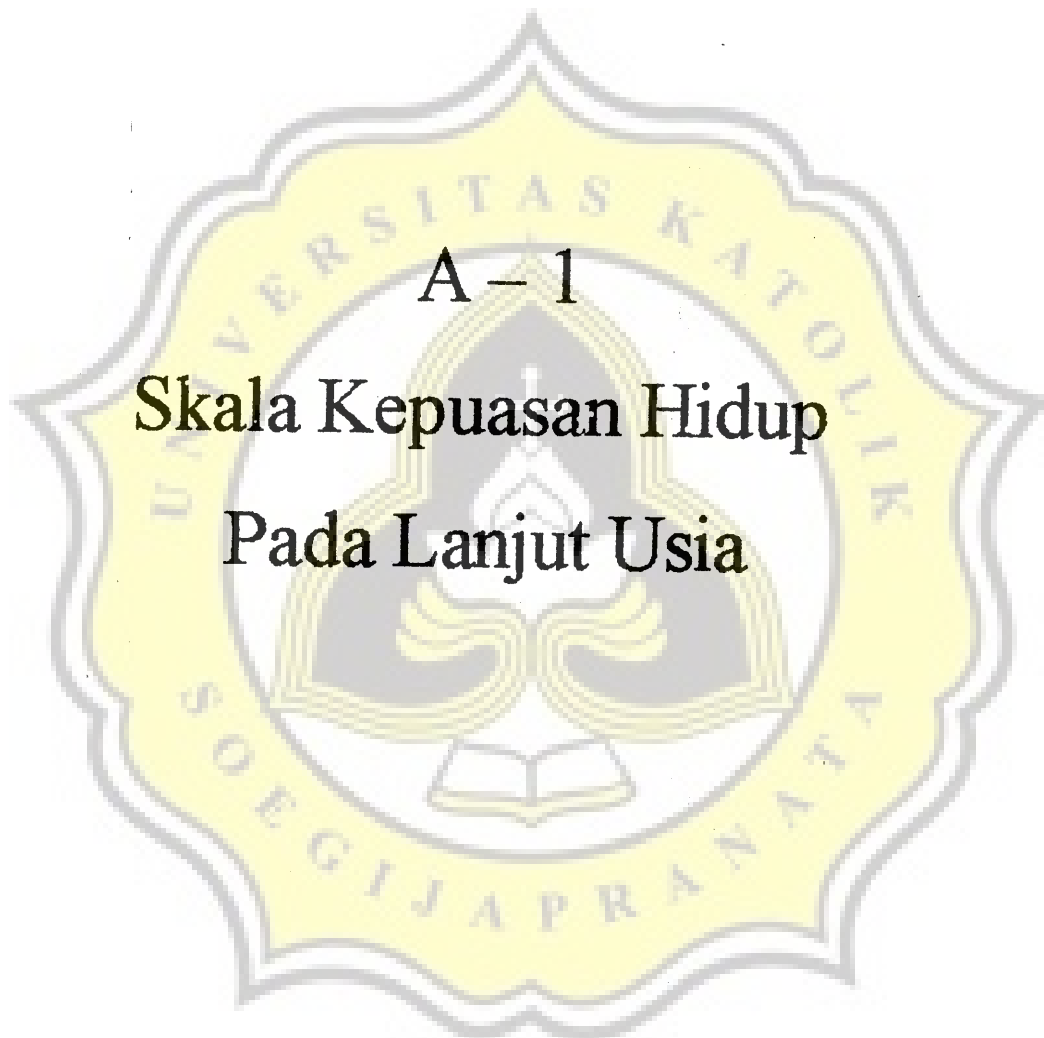 UNIVERSITAS KATOLIK
A – 1
Skala Kepuasan Hidup
Pada Lanjut Usia
SOEGIJAPRANATA